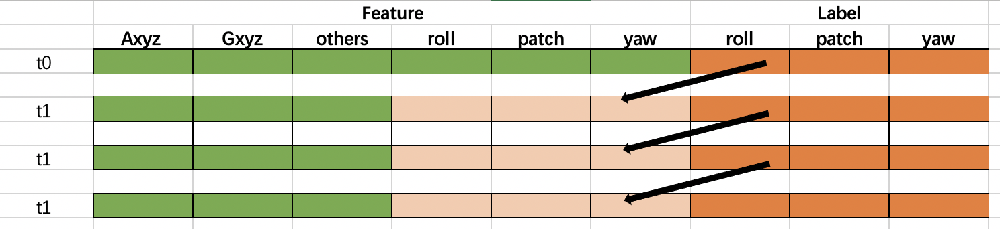 Feature Label
Axyz Gxyz others roll patch yaw roll patch yaw
t0
t1
t1
t1